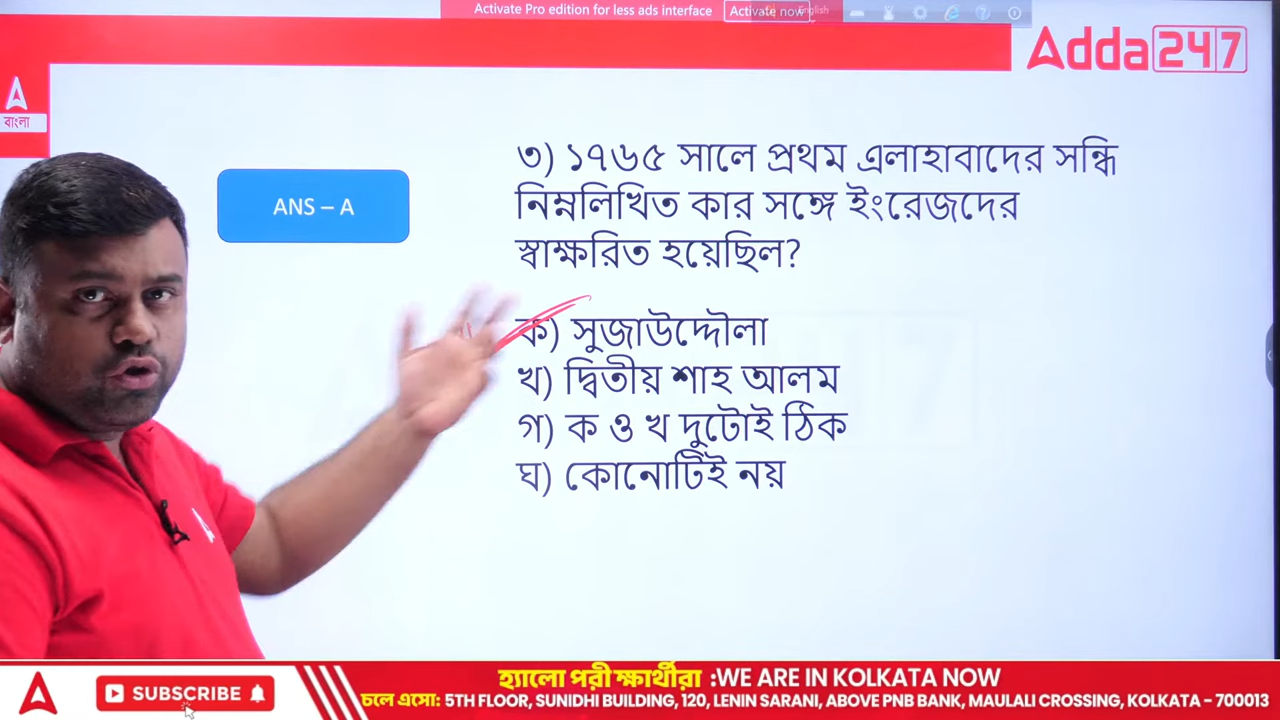 Activate Pro edition for less ads interface
Activate now
English
Adda247
বাংলা
ANS – A
৩) ১৭৬৫ সালে প্রথম এলাহাবাদের সন্ধি
নিম্নলিখিত কার সঙ্গে ইংরেজদের
স্বাক্ষরিত হয়েছিল?
ক) সুজাউদ্দৌলা
খ) দ্বিতীয় শাহ আলম
গ) ক ও খ দুটোই ঠিক
ঘ) কোনোটিই নয়
হ্যালো পরীক্ষার্থীরা :WE ARE IN KOLKATA NOW
SUBSCRIBE
চলে এসো: 5TH FLOOR, SUNIDHI BUILDING, 120, LENIN SARANI, ABOVE PNB BANK, MAULALI CROSSING, KOLKATA - 700013